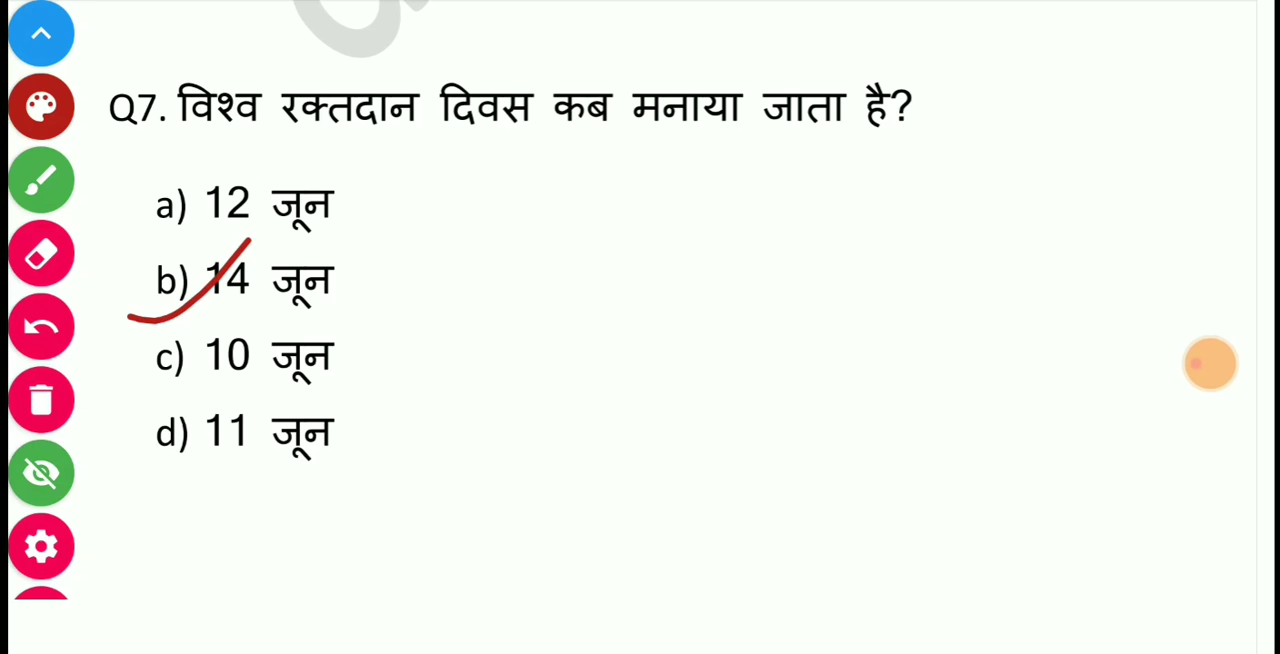 Q7. विश्व रक्तदान दिवस कब मनाया जाता है?
a) 12 जून
b) 14 जून
c) 10 जून
d) 11 जून